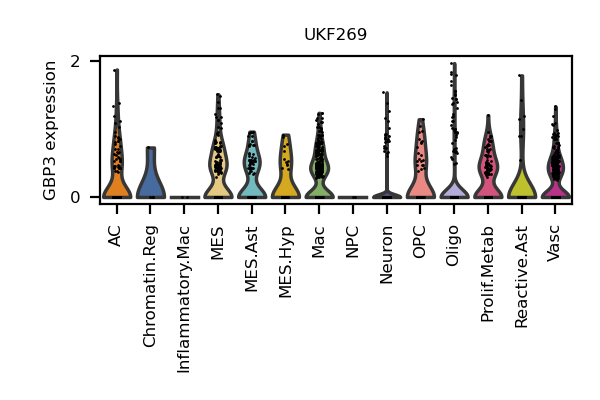 UKF269
GBP3 expression
2
0
AC
Chromatin.Reg
Inflammatory.Mac
MES
MES.Ast
MES.Hyp
Mac
NPC
Neuron
OPC
Oligo
Prolif.Metab
Reactive.Ast
Vasc